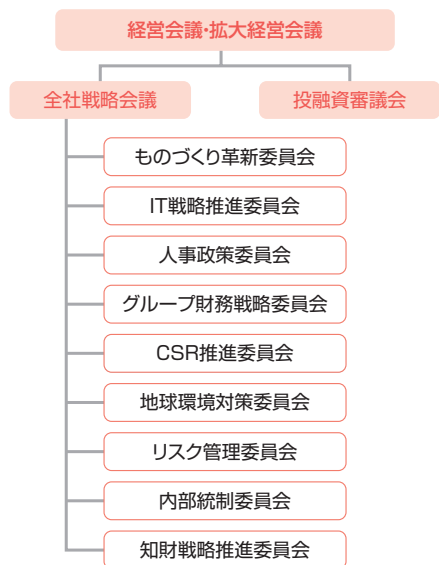 経営会議・拡大経営会議
全社戦略会議
投融資審議会
ものづくり革新委員会
IT戦略推進委員会
人事政策委員会
グループ財務戦略委員会
CSR推進委員会
地球環境対策委員会
リスク管理委員会
内部統制委員会
知財戦略推進委員会